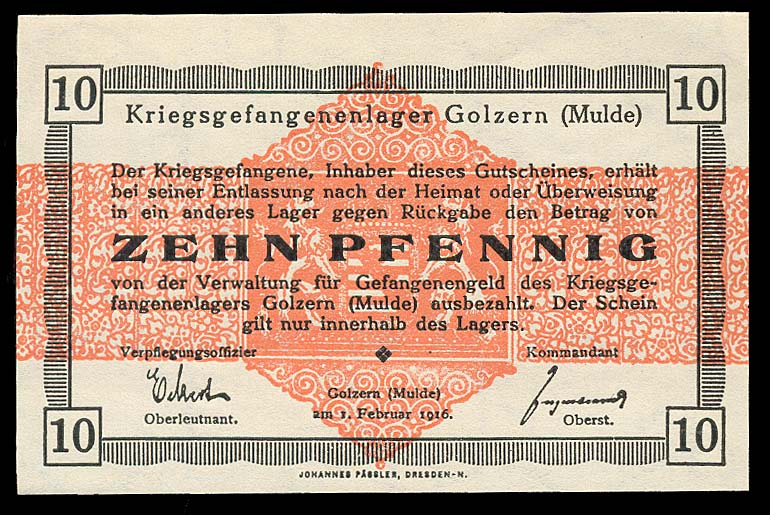 10 10
Kriegsgefangenenlager Golzern (Mulde)
Der Kriegsgefangene, Inhaber dieses Gutscheines, erhält
bei seiner Entlassung nach der Heimat oder Überweisung
in ein anderes Lager gegen Rückgabe den Betrag von
ZEHN PFENNIG
von der Verwaltung für Gefangenengeld des Kriegsge-
fangenenlagers Golzern (Mulde) ausbezahlt. Der Schein
gilt nur innerhalb des Lagers.
Verpflegungsoffizier Kommandant
Eckert
Oberleutnant.
Golzern (Mulde)
am 1. Februar 1916.
Oberst.
10 10
JOHANNES PÄSSLER, DRESDEN-N.